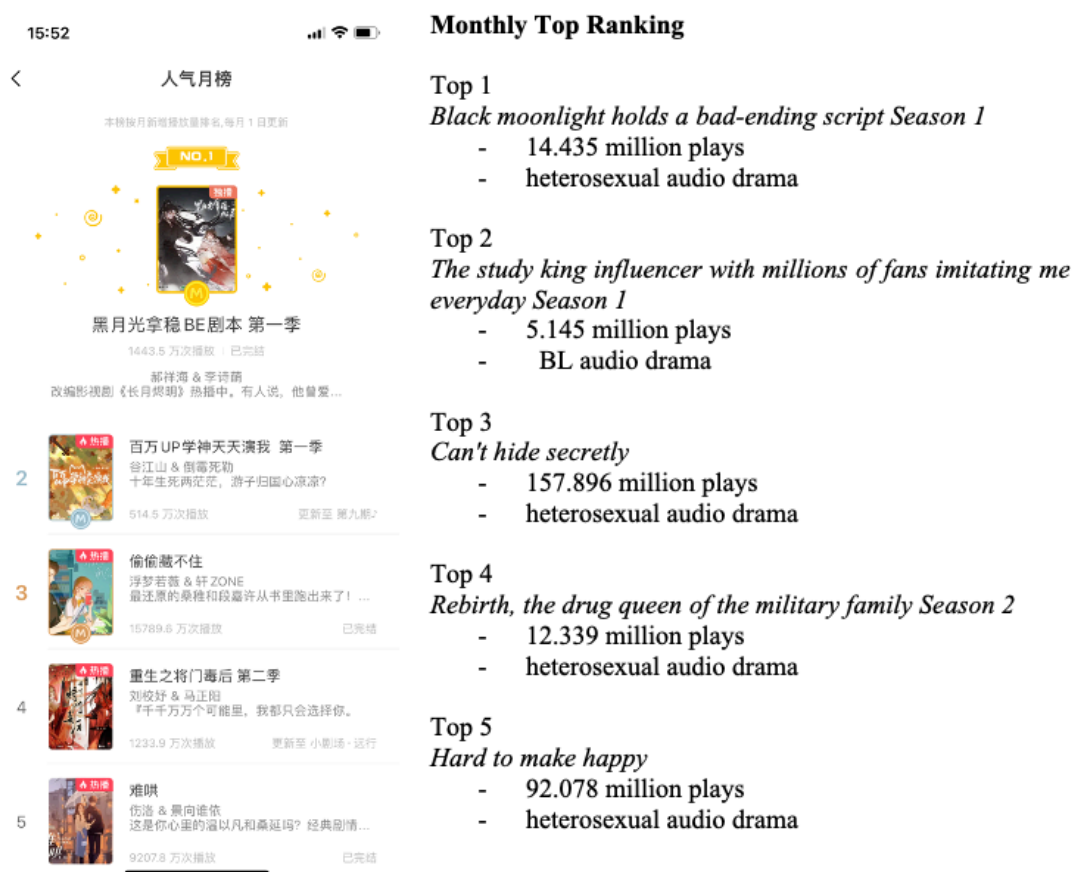 15:52
人气月榜
本榜按月新增播放量排名,每月 1 日更新
NO.1
独播
M
黑月光拿稳BE剧本 第一季
1443.5 万次播放 | 已完结
郝祥海 & 李诗萌
改编影视剧《长月烬明》热播中。有人说，他曾爱...
2
热播
M
百万UP学神天天演我 第一季
谷江山 & 倒霉死勒
十年生死两茫茫，游子归国心凉凉?
514.5 万次播放
更新至 第九期♪
3
热播
M
偷偷藏不住
浮梦若薇 & 轩ZONE
最还原的桑稚和段嘉许从书里跑出来了！...
15789.6 万次播放
已完结
4
热播
重生之将门毒后 第二季
刘校妤 & 马正阳
『千千万万个可能里，我都只会选择你。
1233.9 万次播放
更新至 小剧场 · 远行
5
热播
难哄
伤洛 & 景向谁依
这是你心里的温以凡和桑延吗？经典剧情...
9207.8 万次播放
已完结
Monthly Top Ranking
Top 1
Black moonlight holds a bad-ending script Season 1
- 14.435 million plays
- heterosexual audio drama
Top 2
The study king influencer with millions of fans imitating me
everyday Season 1
- 5.145 million plays
- BL audio drama
Top 3
Can't hide secretly
- 157.896 million plays
- heterosexual audio drama
Top 4
Rebirth, the drug queen of the military family Season 2
- 12.339 million plays
- heterosexual audio drama
Top 5
Hard to make happy
- 92.078 million plays
- heterosexual audio drama